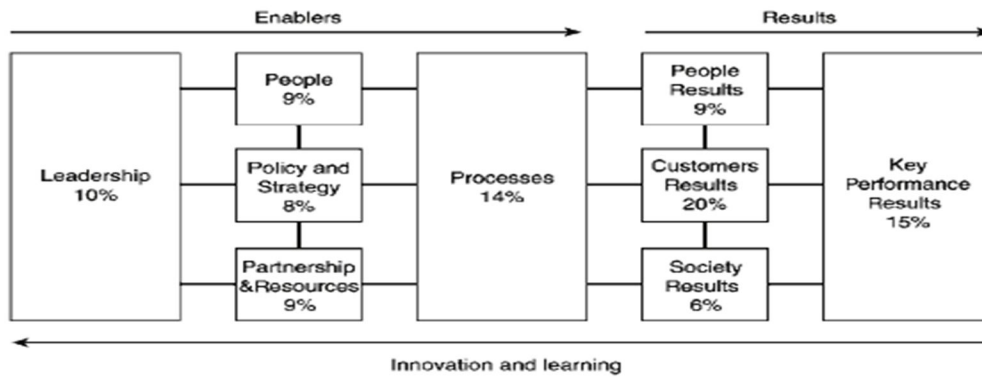 Enablers
Results
Leadership
10%
People
9%
Policy and
Strategy
8%
Partnership
&Resources
9%
Processes
14%
People
Results
9%
Customers
Results
20%
Society
Results
6%
Key
Performance
Results
15%
Innovation and learning